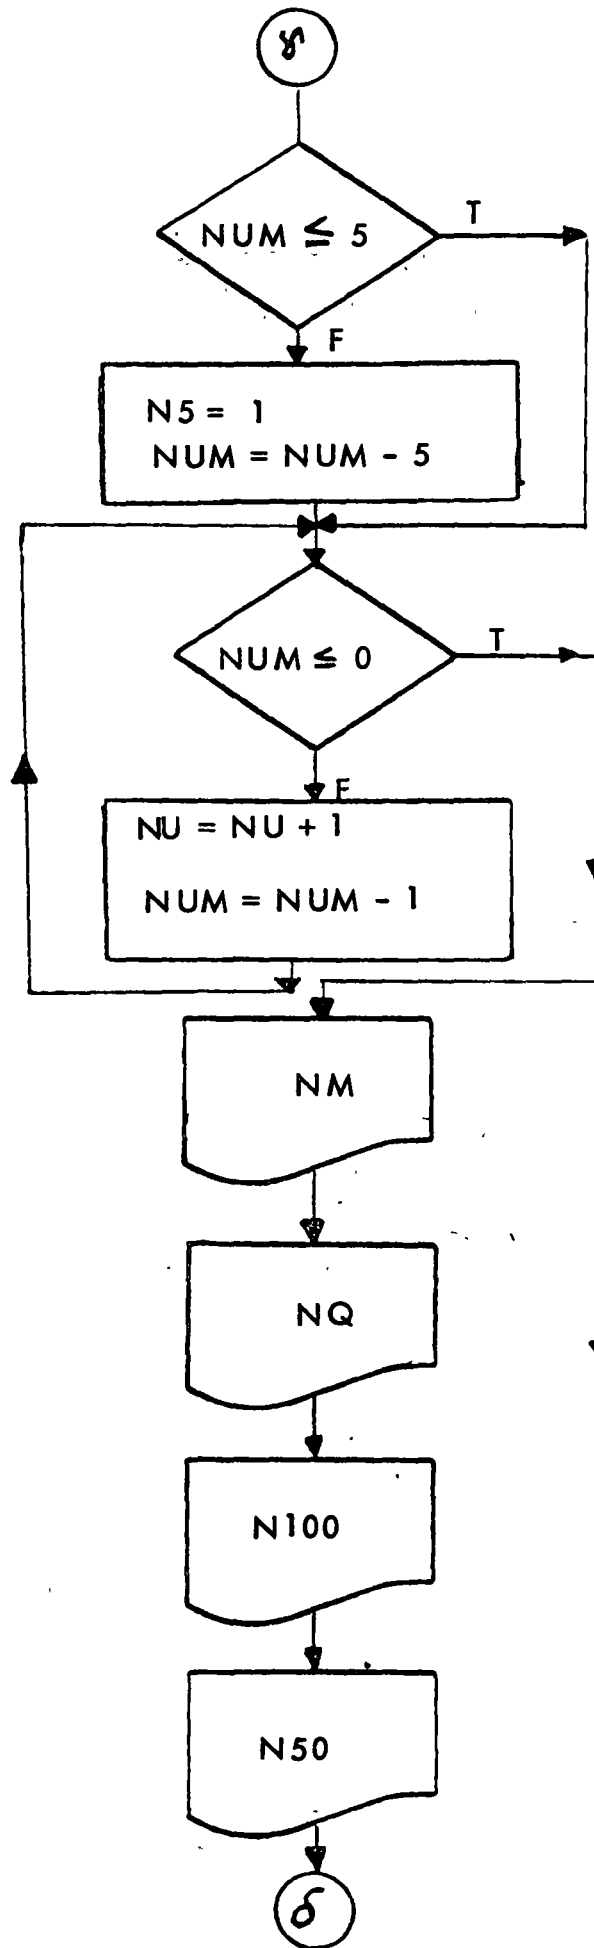 γ
NUM ≤ 5
T
F
N5 = 1
NUM = NUM - 5
NUM ≤ 0
T
F
NU = NU + 1
NUM = NUM - 1
NM
NQ
N100
N50
δ